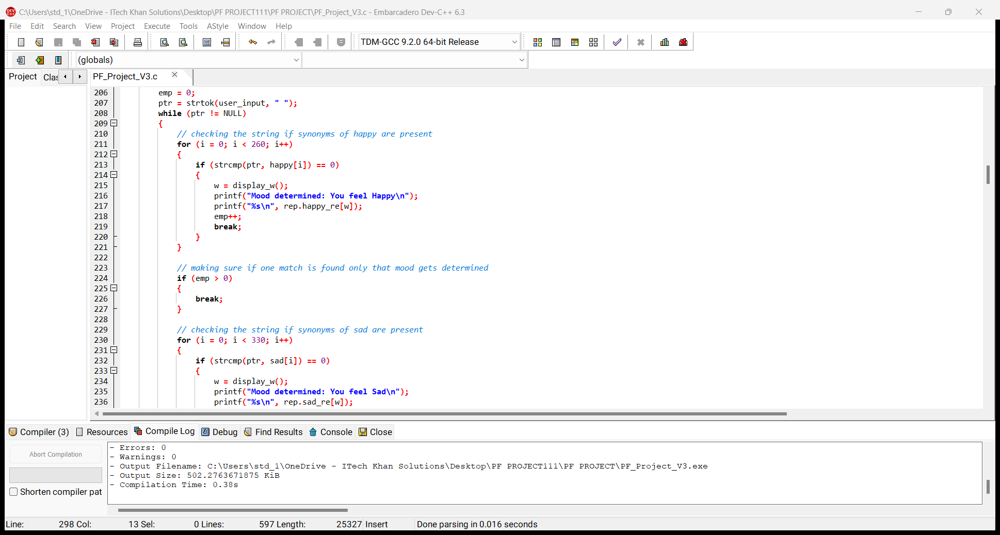 C:\Users\std_1\OneDrive - ITech Khan Solutions\Desktop\PF PROJECT111\PF PROJECT\PF_Project_V3.c - Embarcadero Dev-C++ 6.3
File Edit Search View Project Execute Tools AStyle Window Help
TDM-GCC 9.2.0 64-bit Release
(globals)
Project Clas PF_Project_V3.c
206 emp = 0;
207 ptr = strtok(user_input, " ");
208 while (ptr != NULL)
209 {
210 // checking the string if synonyms of happy are present
211 for (i = 0; i < 260; i++)
212 {
213 if (strcmp(ptr, happy[i]) == 0)
214 {
215 w = display_w();
216 printf("Mood determined: You feel Happy\n");
217 printf("%s\n", rep.happy_re[w]);
218 emp++;
219 break;
220 }
221 }
222
223 // making sure if one match is found only that mood gets determined
224 if (emp > 0)
225 {
226 break;
227 }
228
229 // checking the string if synonyms of sad are present
230 for (i = 0; i < 330; i++)
231 {
232 if (strcmp(ptr, sad[i]) == 0)
233 {
234 w = display_w();
235 printf("Mood determined: You feel Sad\n");
236 printf("%s\n", rep.sad_re[w]);
Compiler (3) Resources Compile Log Debug Find Results Console Close
Abort Compilation
Shorten compiler pat
- Errors: 0
- Warnings: 0
- Output Filename: C:\Users\std_1\OneDrive - ITech Khan Solutions\Desktop\PF PROJECT111\PF PROJECT\PF_Project_V3.exe
- Output Size: 502.2763671875 KiB
- Compilation Time: 0.38s
Line: 298 Col: 13 Sel: 0 Lines: 597 Length: 25327 Insert Done parsing in 0.016 seconds